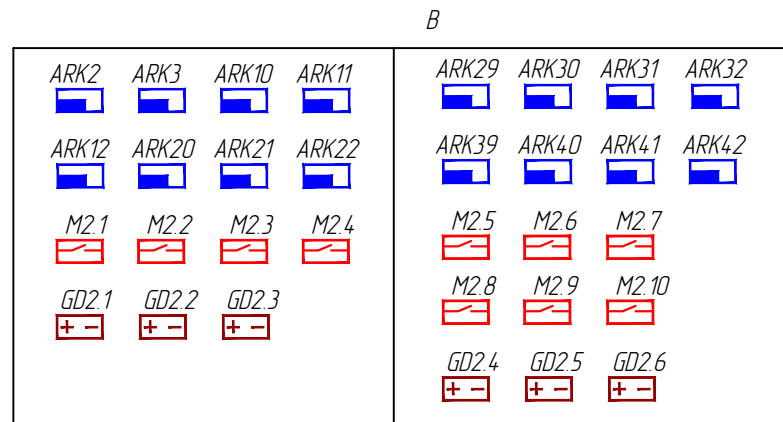 B
ARK2 ARK3 ARK10 ARK11
ARK12 ARK20 ARK21 ARK22
M2.1 M2.2 M2.3 M2.4
GD2.1 GD2.2 GD2.3
ARK29 ARK30 ARK31 ARK32
ARK39 ARK40 ARK41 ARK42
M2.5 M2.6 M2.7
M2.8 M2.9 M2.10
GD2.4 GD2.5 GD2.6